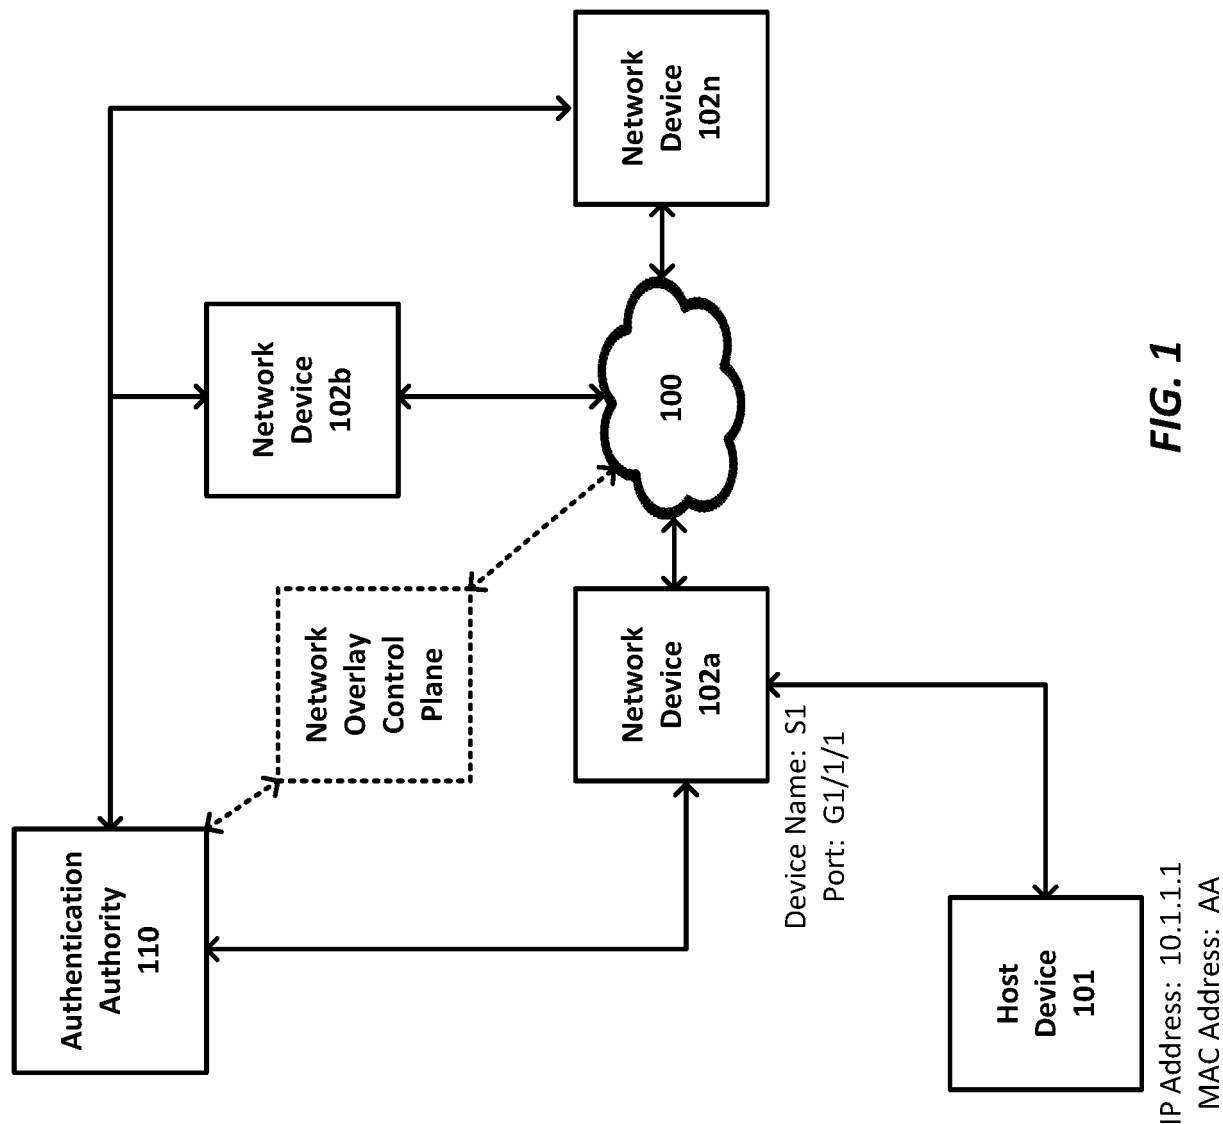 Authentication
Authority
110
Network
Overlay
Control
Plane
Network
Device
102b
Network
Device
102a
100
Network
Device
102n
Device Name: S1
Port: G1/1/1
Host
Device
101
IP Address: 10.1.1.1
MAC Address: AA
FIG. 1